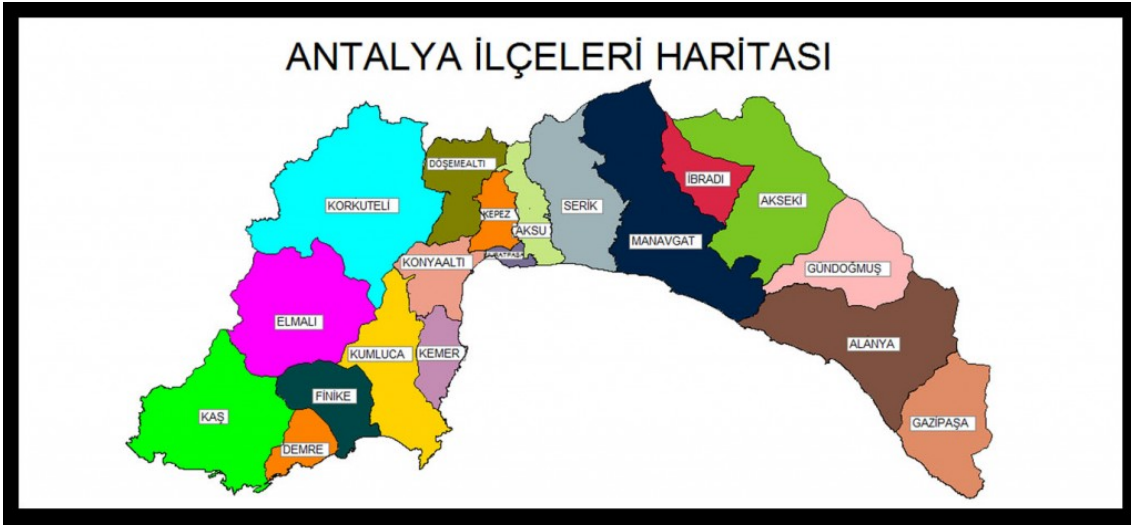 ANTALYA İLÇELERİ HARİTASI
DÖŞEMEALTI
İBRADI
KORKUTELİ
KEPEZ
SERİK
AKSEKİ
AKSU
MANAVGAT
KONYAALTI
GÜNDOĞMUŞ
ELMALI
KUMLUCA
KEMER
ALANYA
FİNİKE
KAŞ
GAZİPAŞA
DEMRE